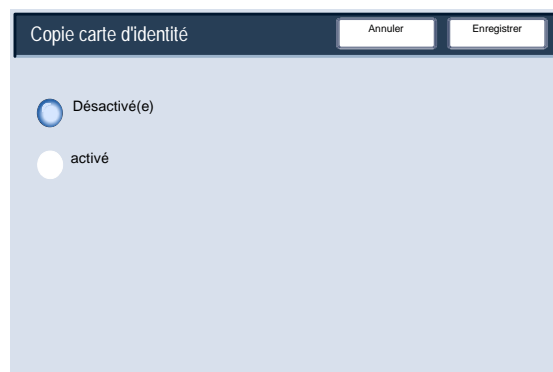 Copie carte d'identité
Annuler
Enregistrer
Désactivé(e)
activé